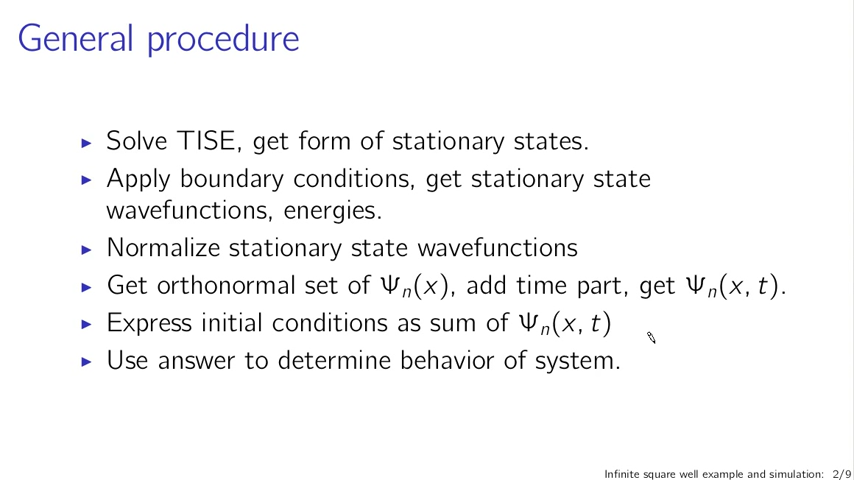 General procedure
▶ Solve TISE, get form of stationary states.
▶ Apply boundary conditions, get stationary state
wavefunctions, energies.
▶ Normalize stationary state wavefunctions
▶ Get orthonormal set of Ψₙ(x), add time part, get Ψₙ(x, t).
▶ Express initial conditions as sum of Ψₙ(x, t)
▶ Use answer to determine behavior of system.
Infinite square well example and simulation: 2/9